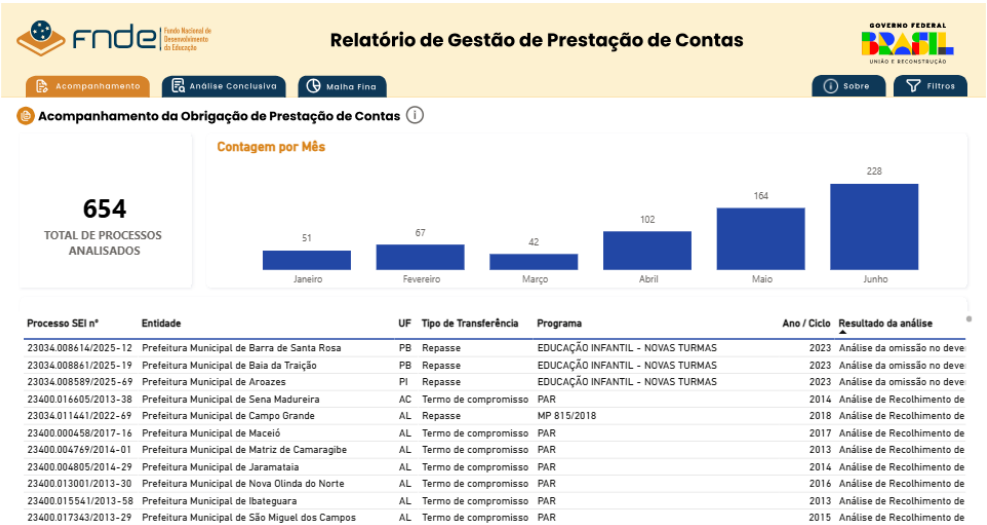 fnde
Fundo Nacional de
Desenvolvimento
da Educação
Relatório de Gestão de Prestação de Contas
GOVERNO FEDERAL
BRASIL
UNIÃO E RECONSTRUÇÃO
Acompanhamento
Análise Conclusiva
Malha Fina
Sobre
Filtros
Acompanhamento da Obrigação de Prestação de Contas
654
TOTAL DE PROCESSOS
ANALISADOS
Contagem por Mês
51 67 42 102 164 228
Janeiro Fevereiro Março Abril Maio Junho
Processo SEI nº Entidade UF Tipo de Transferência Programa Ano / Ciclo Resultado da análise
23034.008614/2025-12 Prefeitura Municipal de Barra de Santa Rosa PB Repasse EDUCAÇÃO INFANTIL - NOVAS TURMAS 2023 Análise da omissão no deve
23034.008861/2025-19 Prefeitura Municipal de Baia da Traição PB Repasse EDUCAÇÃO INFANTIL - NOVAS TURMAS 2023 Análise da omissão no deve
23034.008589/2025-69 Prefeitura Municipal de Aroazes PI Repasse EDUCAÇÃO INFANTIL - NOVAS TURMAS 2023 Análise da omissão no deve
23400.016605/2013-38 Prefeitura Municipal de Sena Madureira AC Termo de compromisso PAR 2014 Análise de Recolhimento de
23034.011441/2022-69 Prefeitura Municipal de Campo Grande AL Repasse MP 815/2018 2018 Análise de Recolhimento de
23400.000458/2017-16 Prefeitura Municipal de Maceió AL Termo de compromisso PAR 2017 Análise de Recolhimento de
23400.004769/2014-01 Prefeitura Municipal de Matriz de Camaragibe AL Termo de compromisso PAR 2013 Análise de Recolhimento de
23400.004805/2014-29 Prefeitura Municipal de Jaramataia AL Termo de compromisso PAR 2014 Análise de Recolhimento de
23400.013001/2013-30 Prefeitura Municipal de Nova Olinda do Norte AL Termo de compromisso PAR 2016 Análise de Recolhimento de
23400.015541/2013-58 Prefeitura Municipal de Ibateguara AL Termo de compromisso PAR 2013 Análise de Recolhimento de
23400.017343/2013-29 Prefeitura Municipal de São Miguel dos Campos AL Termo de compromisso PAR 2015 Análise de Recolhimento de